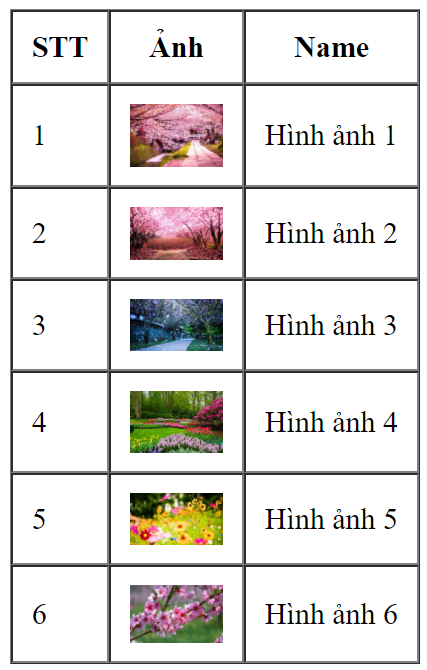 STT Ảnh Name
1 Hình ảnh 1
2 Hình ảnh 2
3 Hình ảnh 3
4 Hình ảnh 4
5 Hình ảnh 5
6 Hình ảnh 6